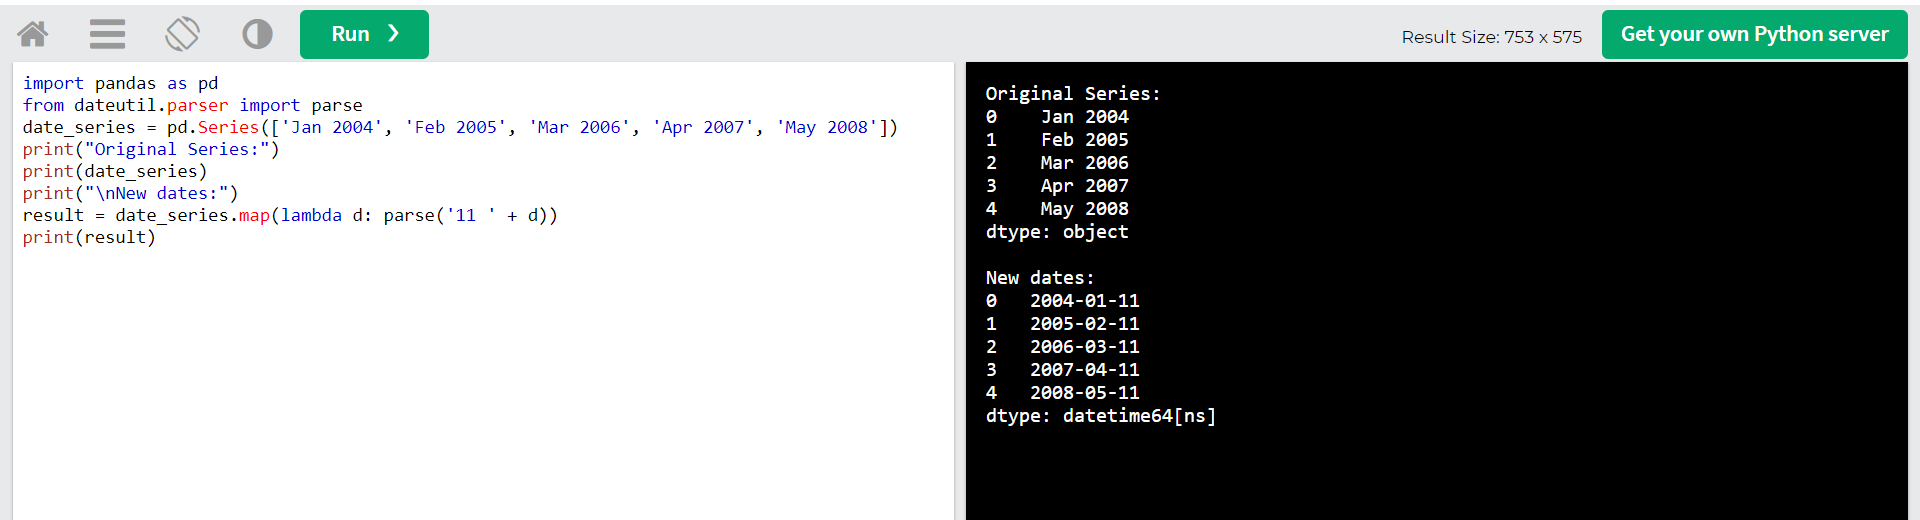 Run ❯
Result Size: 753 x 575
Get your own Python server
import pandas as pd
from dateutil.parser import parse
date_series = pd.Series(['Jan 2004', 'Feb 2005', 'Mar 2006', 'Apr 2007', 'May 2008'])
print("Original Series:")
print(date_series)
print("\nNew dates:")
result = date_series.map(lambda d: parse('11 ' + d))
print(result)
Original Series:
0    Jan 2004
1    Feb 2005
2    Mar 2006
3    Apr 2007
4    May 2008
dtype: object
New dates:
0   2004-01-11
1   2005-02-11
2   2006-03-11
3   2007-04-11
4   2008-05-11
dtype: datetime64[ns]